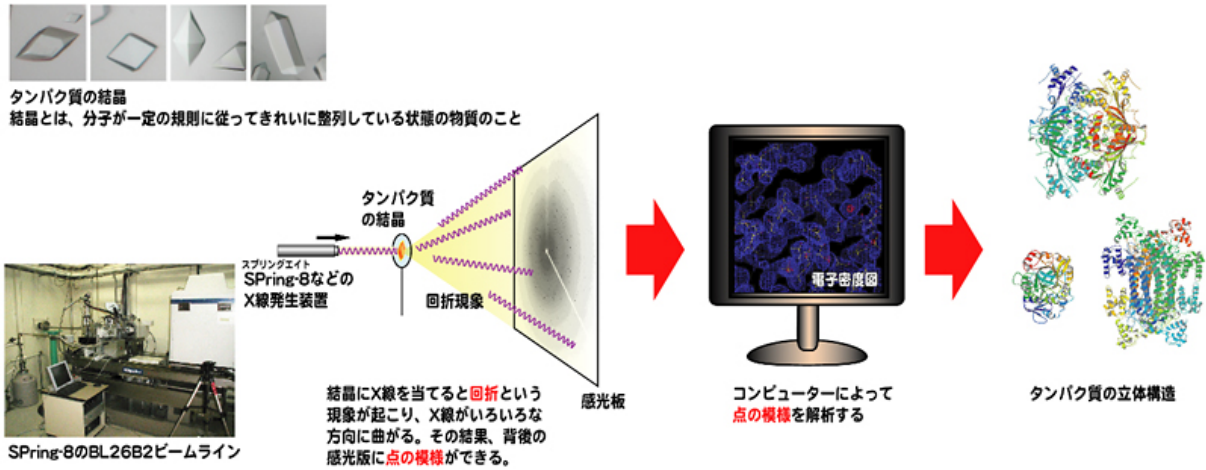 タンパク質の結晶
結晶とは、分子が一定の規則に従ってきれいに整列している状態の物質のこと
タンパク質
の結晶
スプリングエイト
SPring-8などの
X線発生装置
回折現象
感光板
結晶にX線を当てると回折という
現象が起こり、X線がいろいろな
方向に曲がる。その結果、背後の
感光版に点の模様ができる。
SPring-8のBL26B2ビームライン
電子密度図
コンピューターによって
点の模様を解析する
タンパク質の立体構造